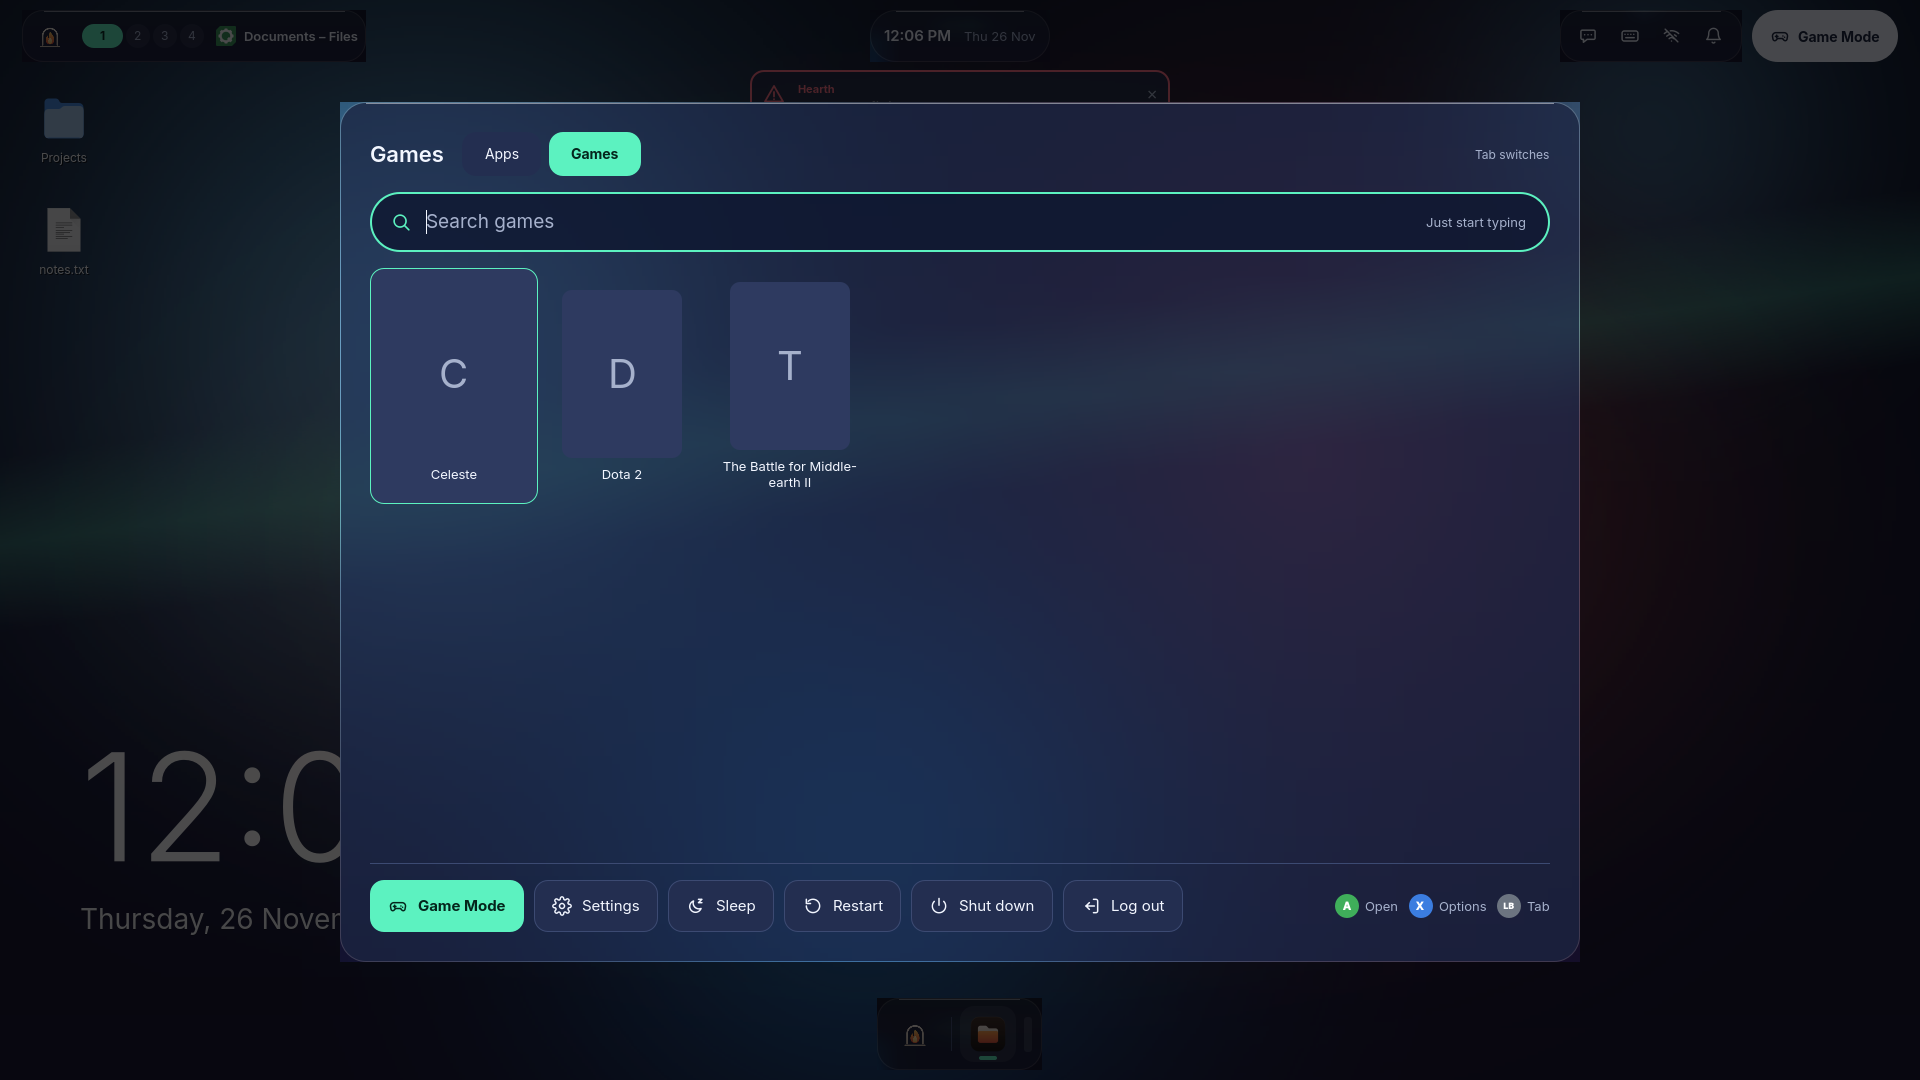 1 2 3 4 Documents – Files
12:06 PM Thu 26 Nov
Game Mode
Hearth
Projects
notes.txt
Games Apps Games Tab switches
Search games Just start typing
C
D
T
Celeste
Dota 2
The Battle for Middle-
earth II
12:0
Thursday, 26 Nover
Game Mode Settings Sleep Restart Shut down Log out A Open X Options LB Tab